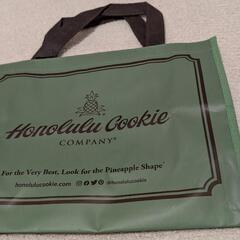 Honolulu Cookie
COMPANY®
For the Very Best, Look for the Pineapple Shape®
honolulucookie.com @honolulucookie